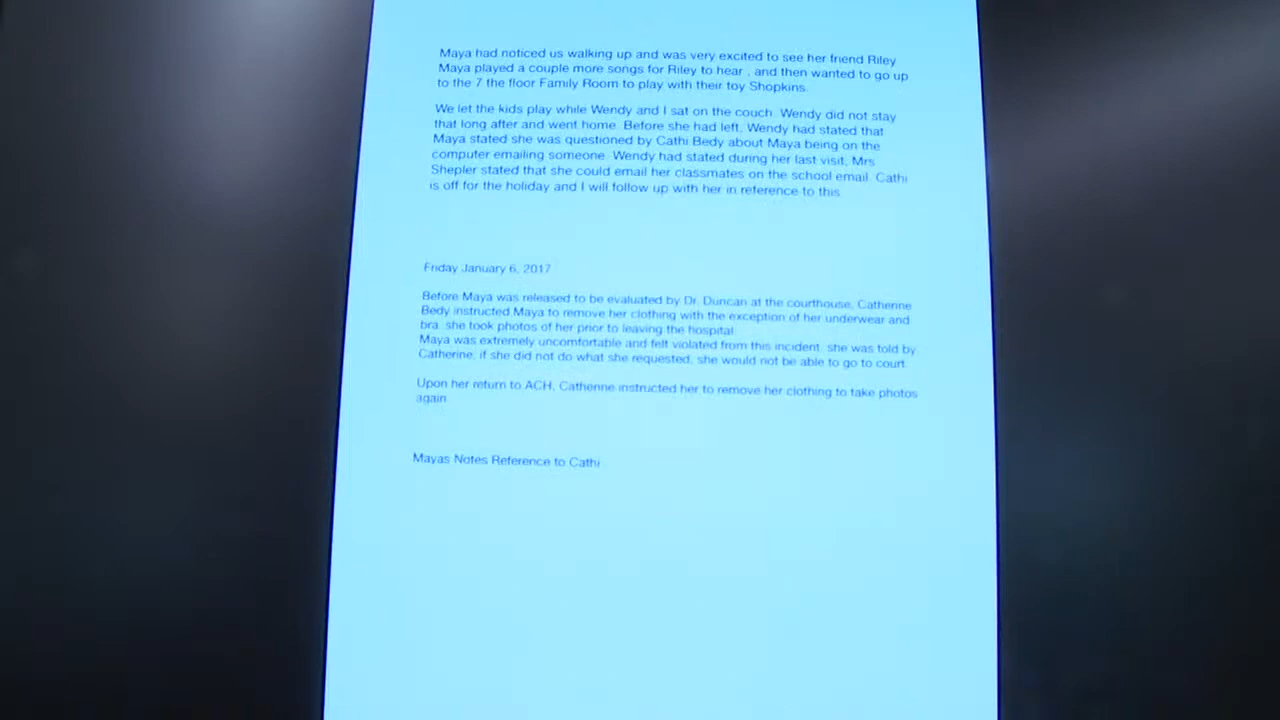 Maya had noticed us walking up and was very excited to see her friend Riley
Maya played a couple more songs for Riley to hear , and then wanted to go up
to the 7 the floor Family Room to play with their toy Shopkins.
We let the kids play while Wendy and I sat on the couch. Wendy did not stay
that long after and went home. Before she had left, Wendy had stated that
Maya stated she was questioned by Cathi Bedy about Maya being on the
computer emailing someone. Wendy had stated during her last visit, Mrs.
Shepler stated that she could email her classmates on the school email. Cathi
is off for the holiday and I will follow up with her in reference to this.
Friday January 6, 2017
Before Maya was released to be evaluated by Dr. Duncan at the courthouse, Catherine
Bedy instructed Maya to remove her clothing with the exception of her underwear and
bra. she took photos of her prior to leaving the hospital.
Maya was extremely uncomfortable and felt violated from this incident. she was told by
Catherine, if she did not do what she requested, she would not be able to go to court.
Upon her return to ACH, Catherine instructed her to remove her clothing to take photos
again.
Mayas Notes Reference to Cathi